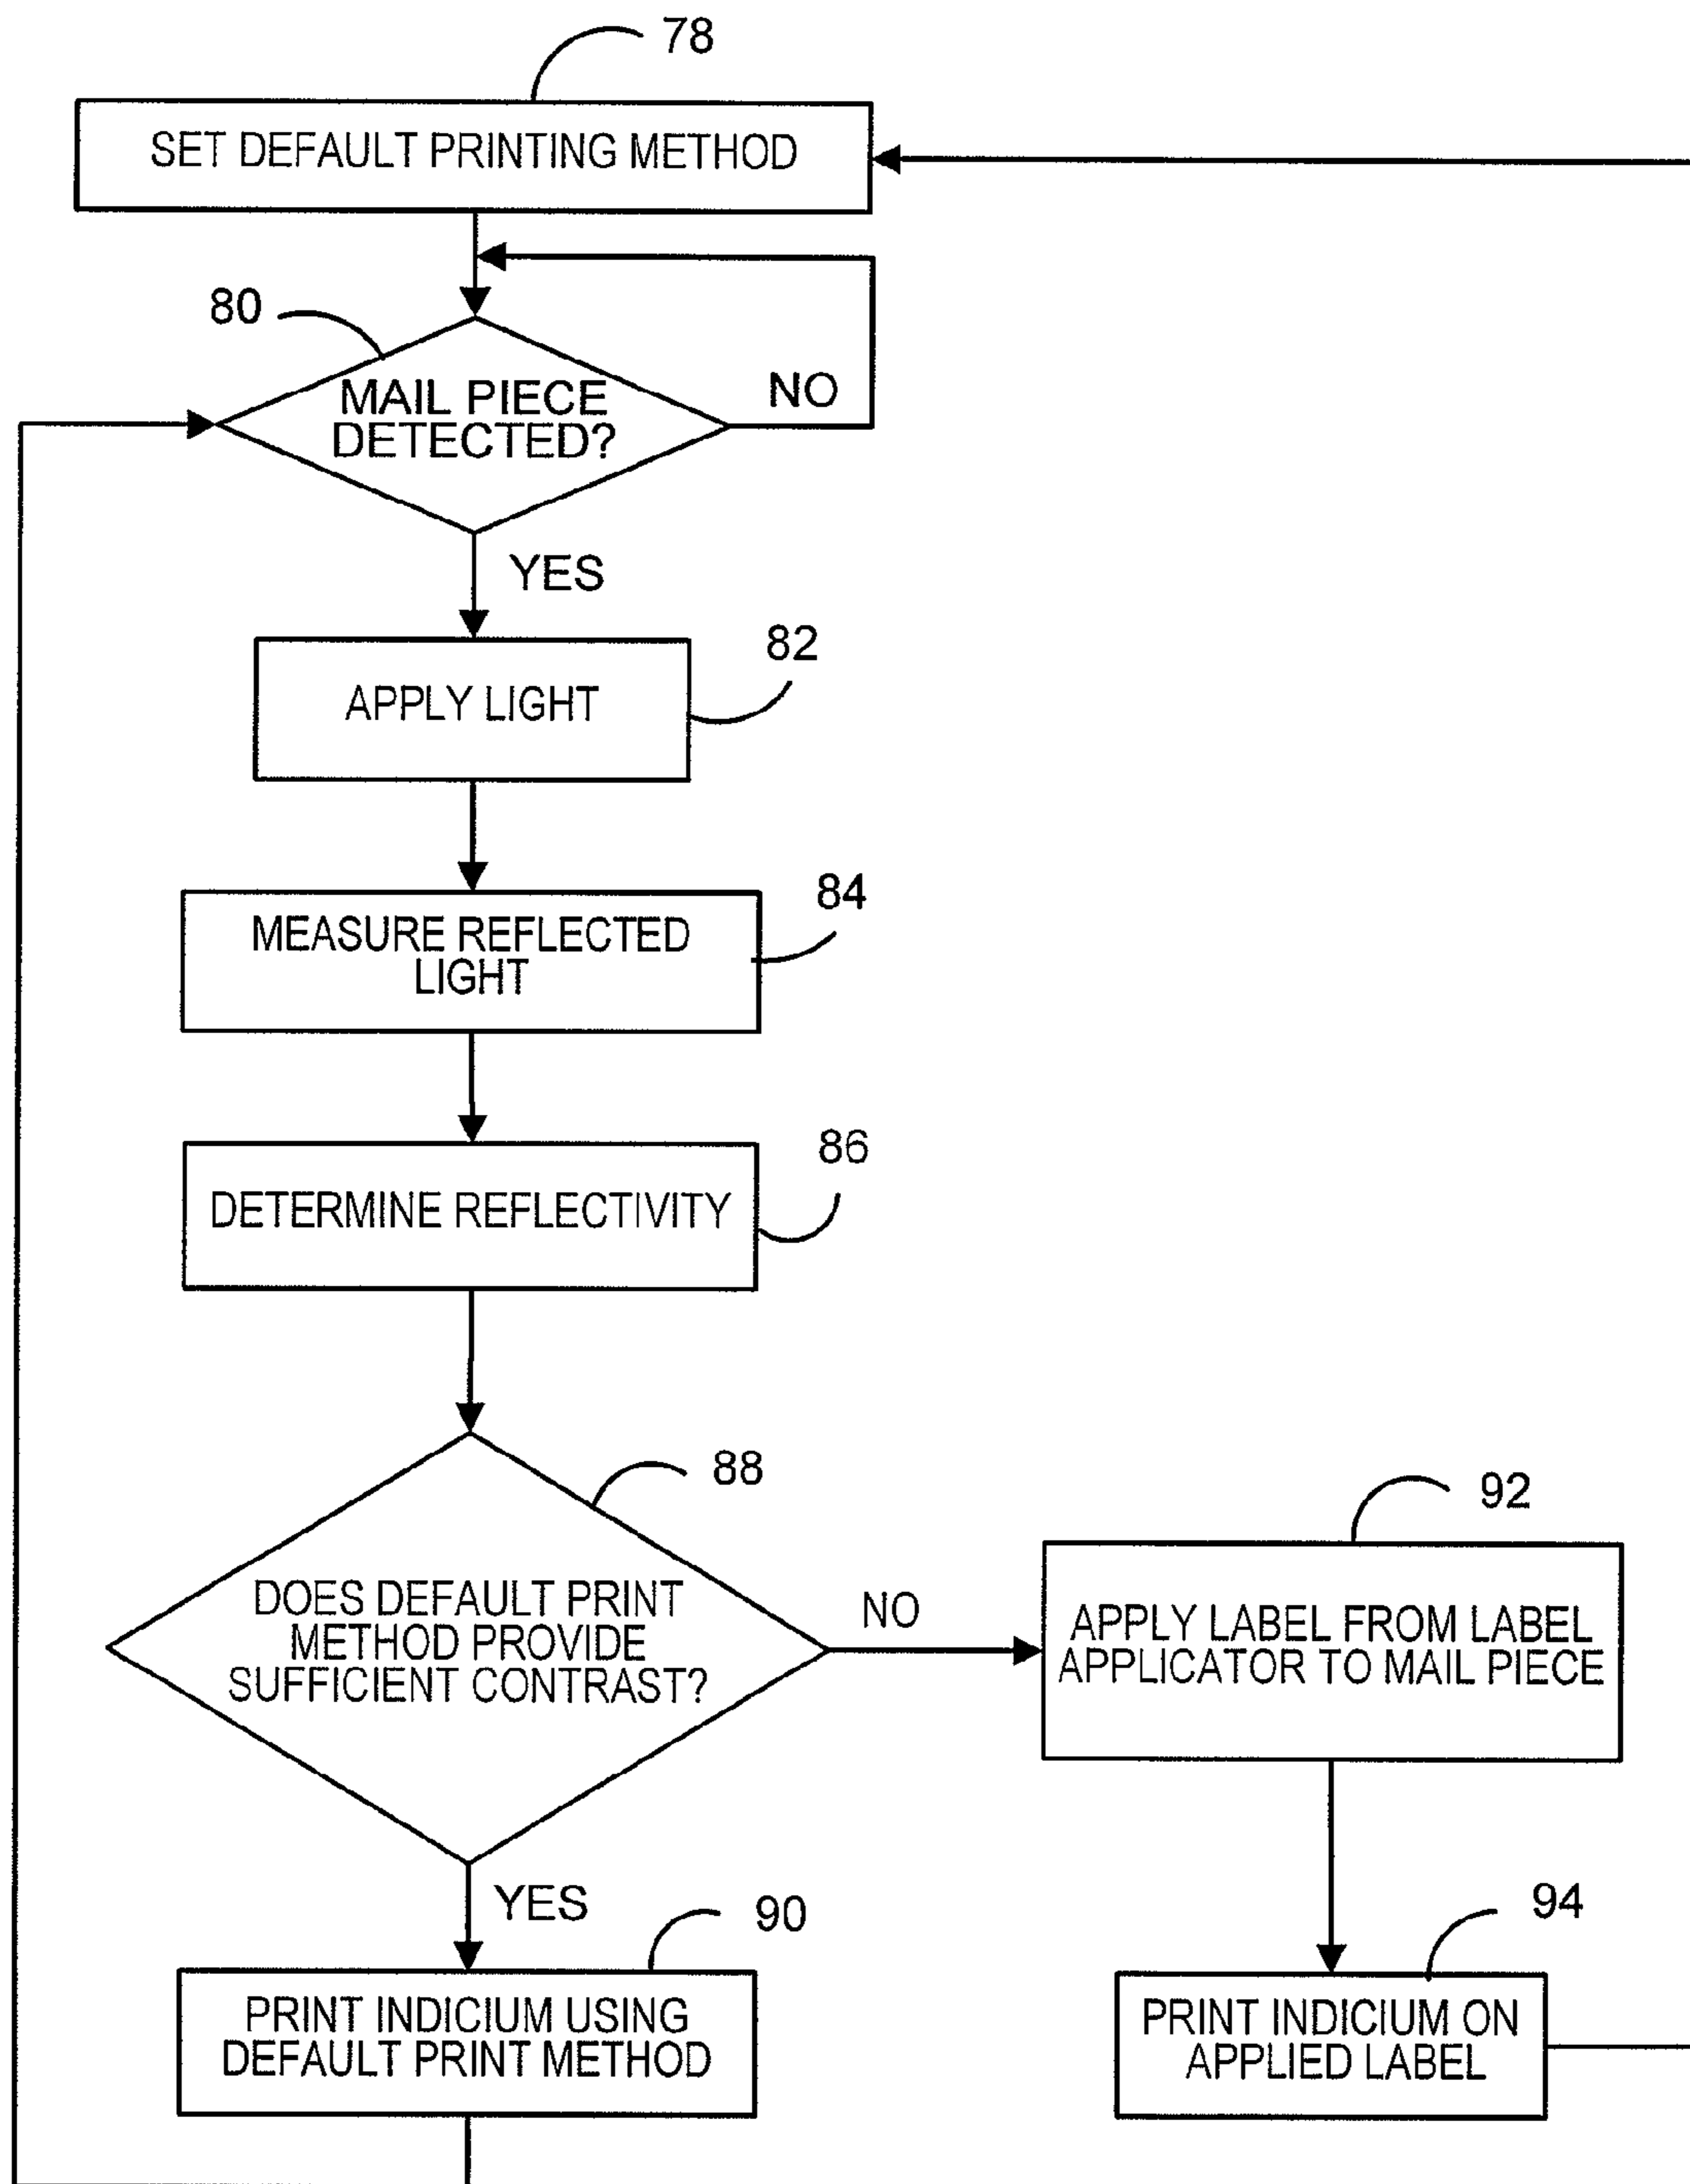 78
SET DEFAULT PRINTING METHOD
80
MAIL PIECE
DETECTED?
NO
YES
82
APPLY LIGHT
84
MEASURE REFLECTED
LIGHT
86
DETERMINE REFLECTIVITY
88
DOES DEFAULT PRINT
METHOD PROVIDE
SUFFICIENT CONTRAST?
NO
92
APPLY LABEL FROM LABEL
APPLICATOR TO MAIL PIECE
YES
90
PRINT INDICIUM USING
DEFAULT PRINT METHOD
94
PRINT INDICIUM ON
APPLIED LABEL